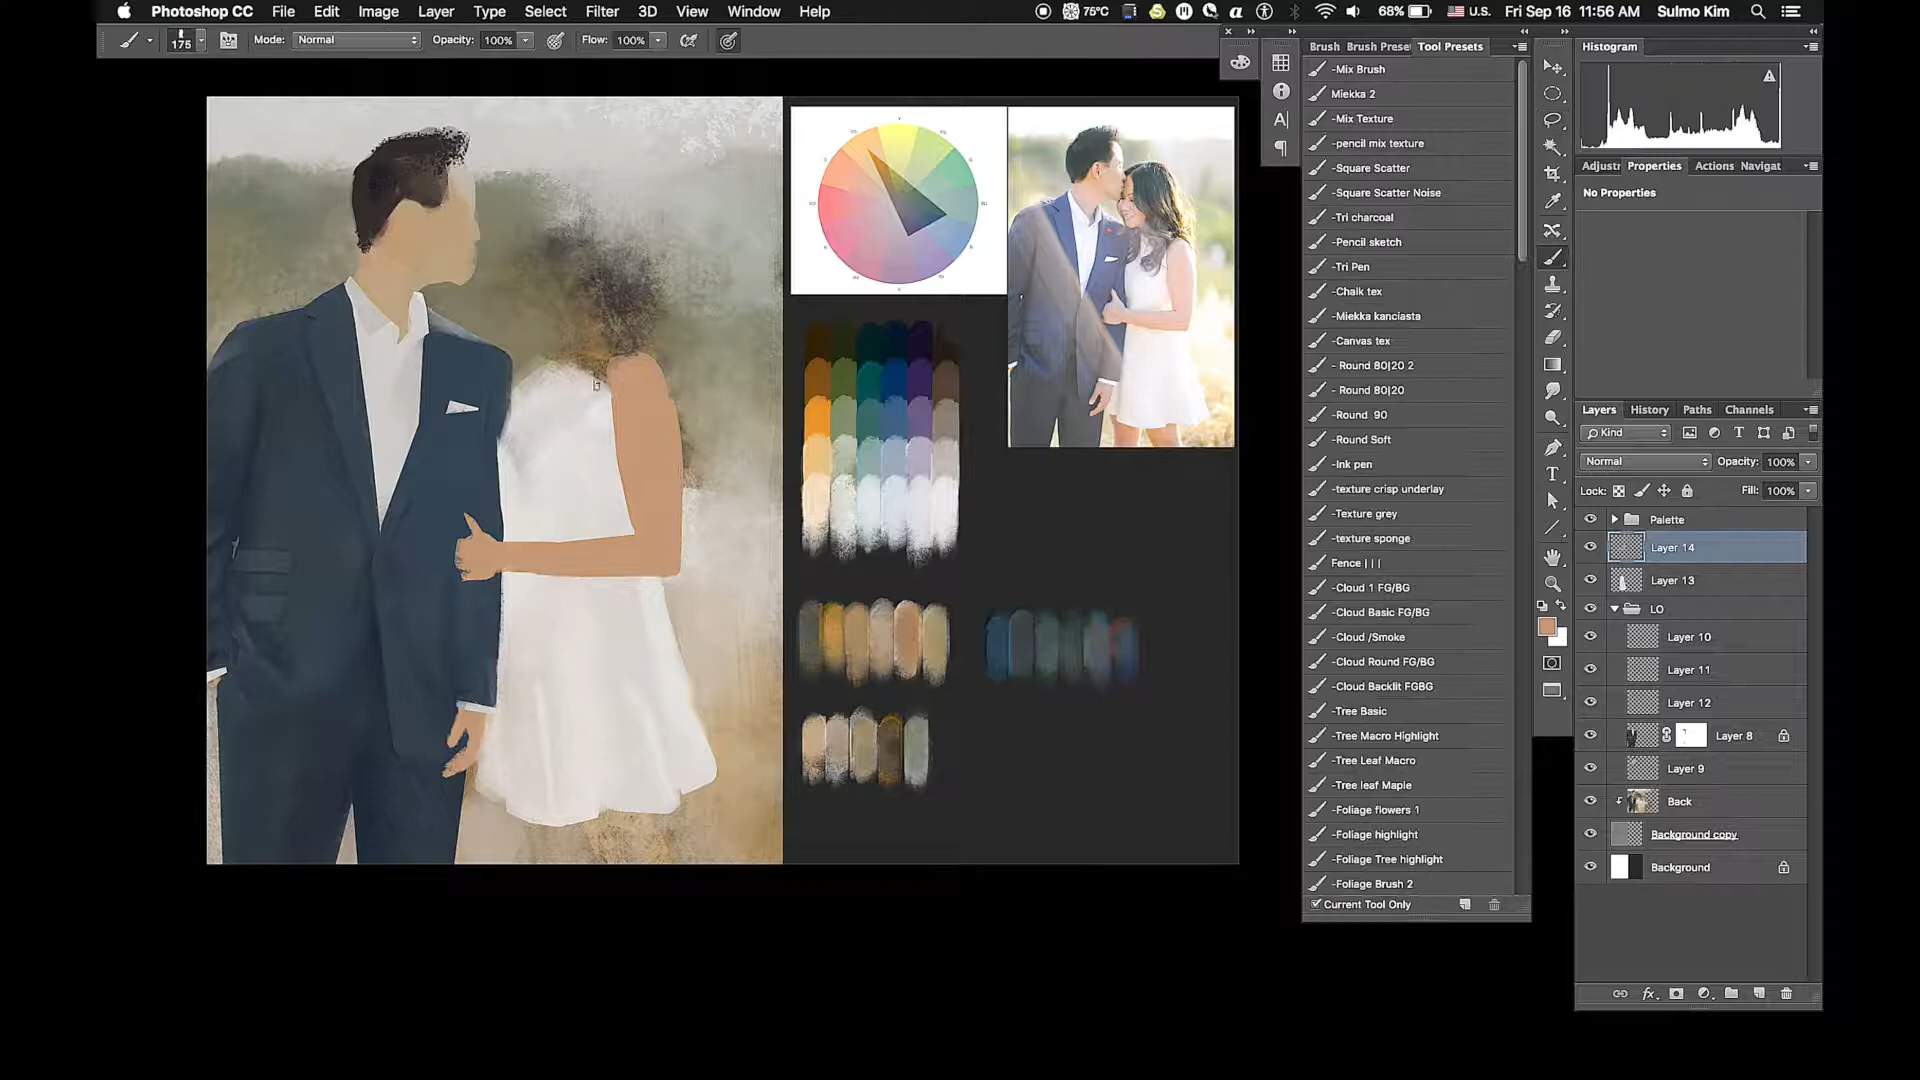 Photoshop CC File Edit Image Layer Type Select Filter 3D View Window Help 75°C 68% U.S. Fri Sep 16 11:56 AM Sulmo Kim
175 Mode: Normal Opacity: 100% Flow: 100%
Brush Brush Prese Tool Presets
-Mix Brush
Miekka 2
-Mix Texture
-pencil mix texture
-Square Scatter
-Square Scatter Noise
-Tri charcoal
-Pencil sketch
-Tri Pen
-Chalk tex
-Miekka kanciasta
-Canvas tex
- Round 80|20 2
- Round 80|20
-Round 90
-Round Soft
-Ink pen
-texture crisp underlay
-Texture grey
-texture sponge
Fence | | |
-Cloud 1 FG/BG
-Cloud Basic FG/BG
-Cloud /Smoke
-Cloud Round FG/BG
-Cloud Backlit FGBG
-Tree Basic
-Tree Macro Highlight
-Tree Leaf Macro
-Tree leaf Maple
-Foliage flowers 1
-Foliage highlight
-Foliage Tree highlight
-Foliage Brush 2
Current Tool Only
Histogram
Adjustr Properties Actions Navigat
No Properties
Layers History Paths Channels
Kind
Normal Opacity: 100%
Lock: Fill: 100%
Palette
Layer 14
Layer 13
LO
Layer 10
Layer 11
Layer 12
Layer 8
Layer 9
Back
Background copy
Background